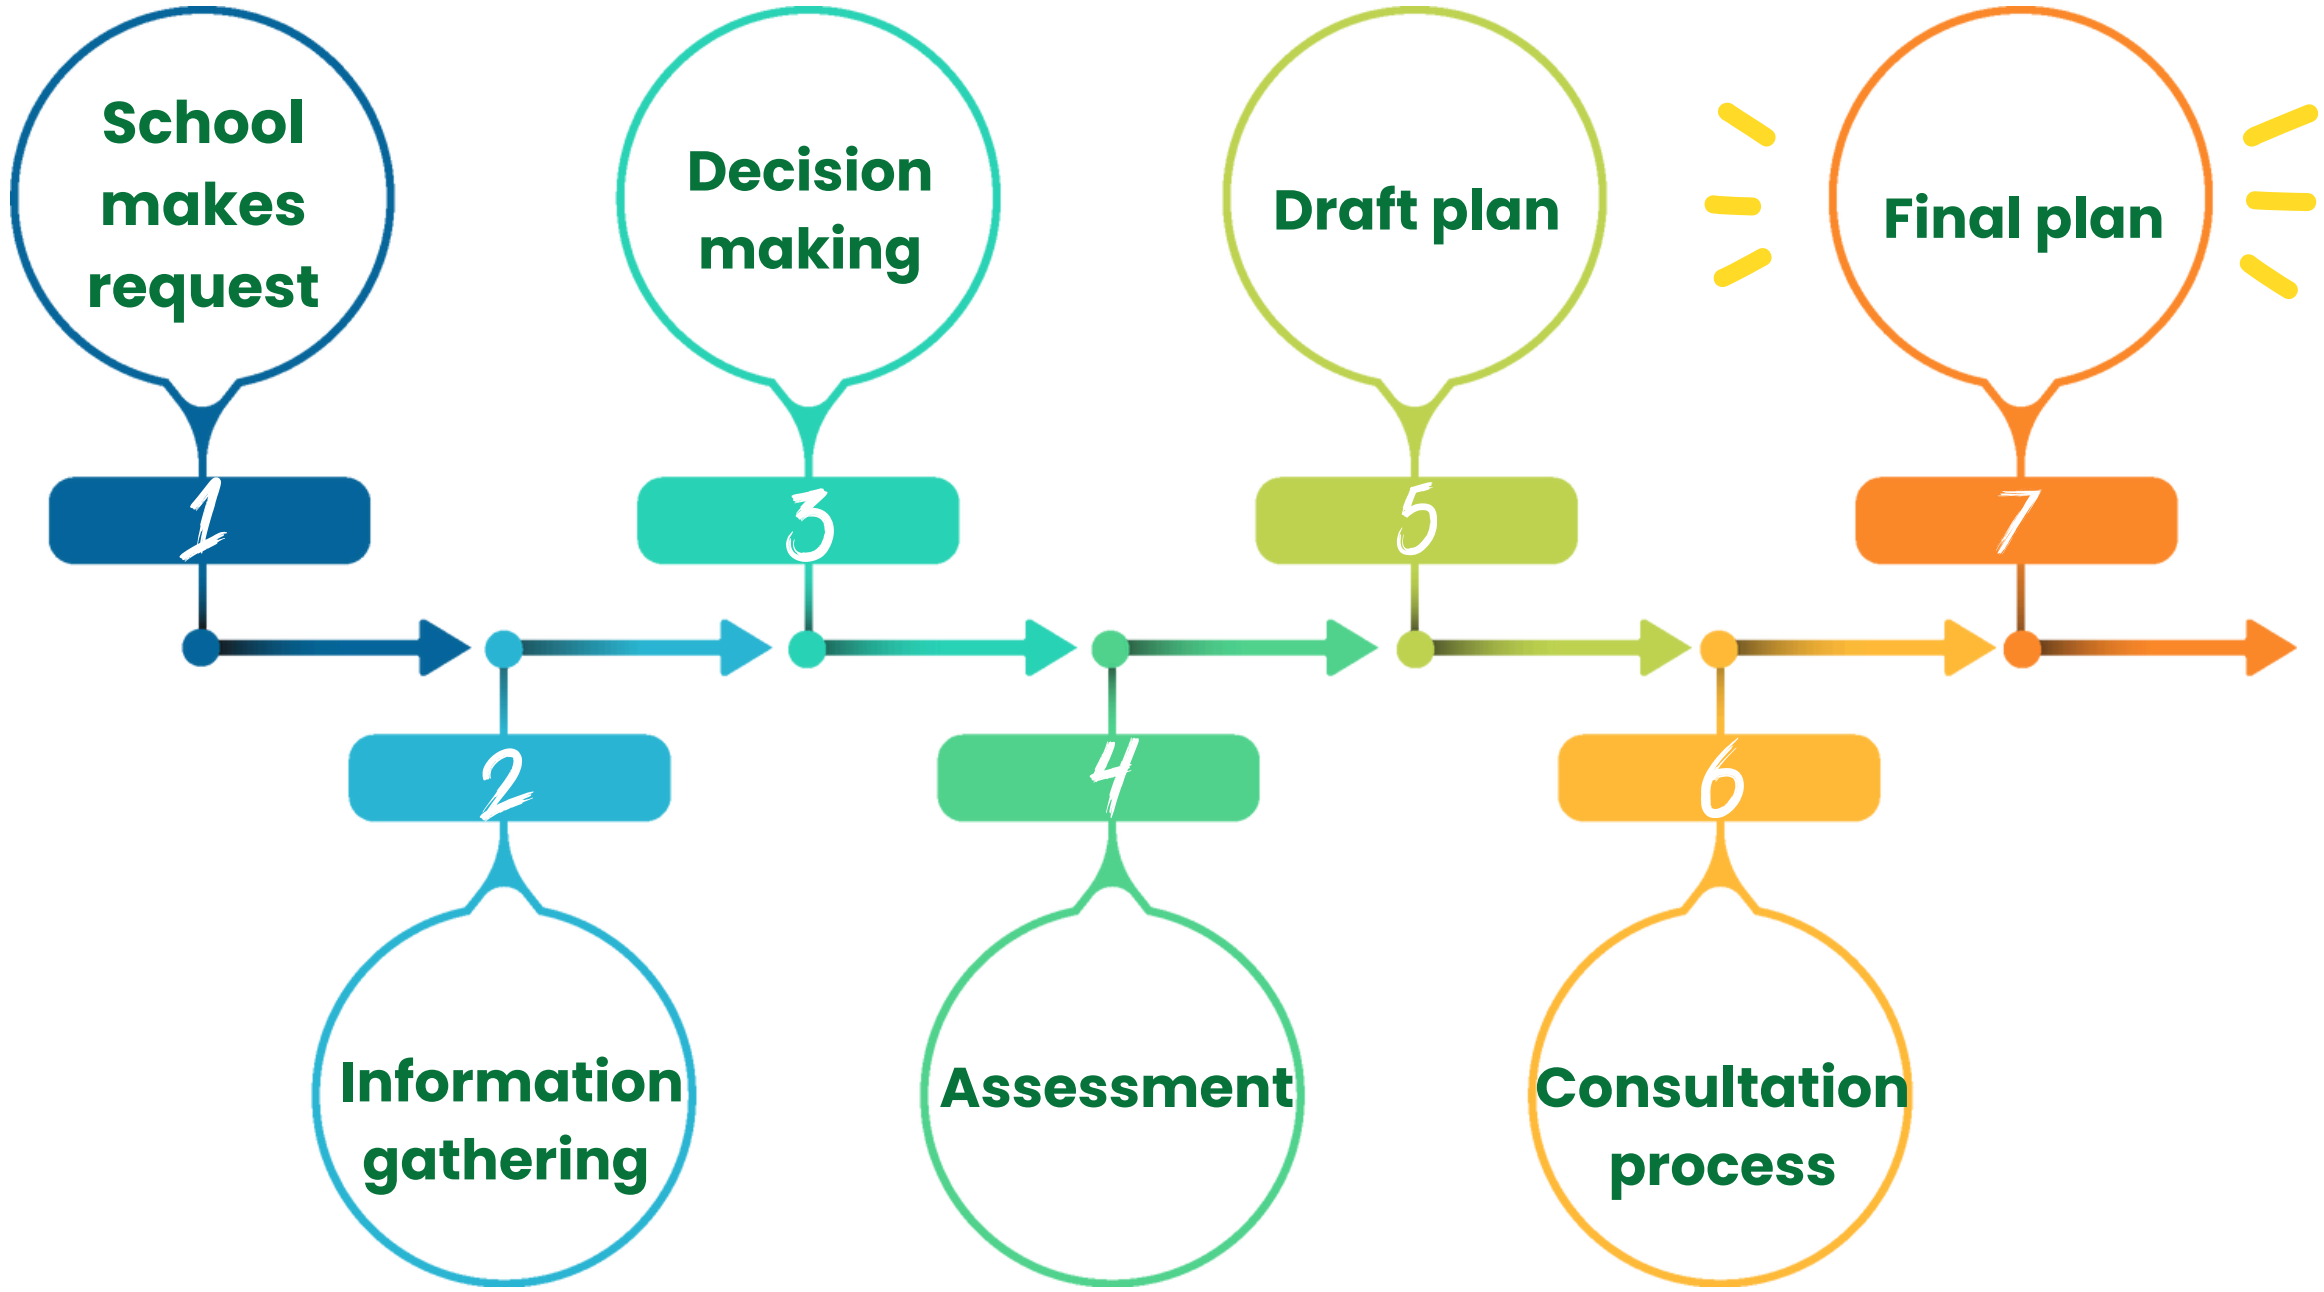 School
makes
request
1
2
Information
gathering
Decision
making
3
4
Assessment
Draft plan
5
6
Consultation
process
Final plan
7